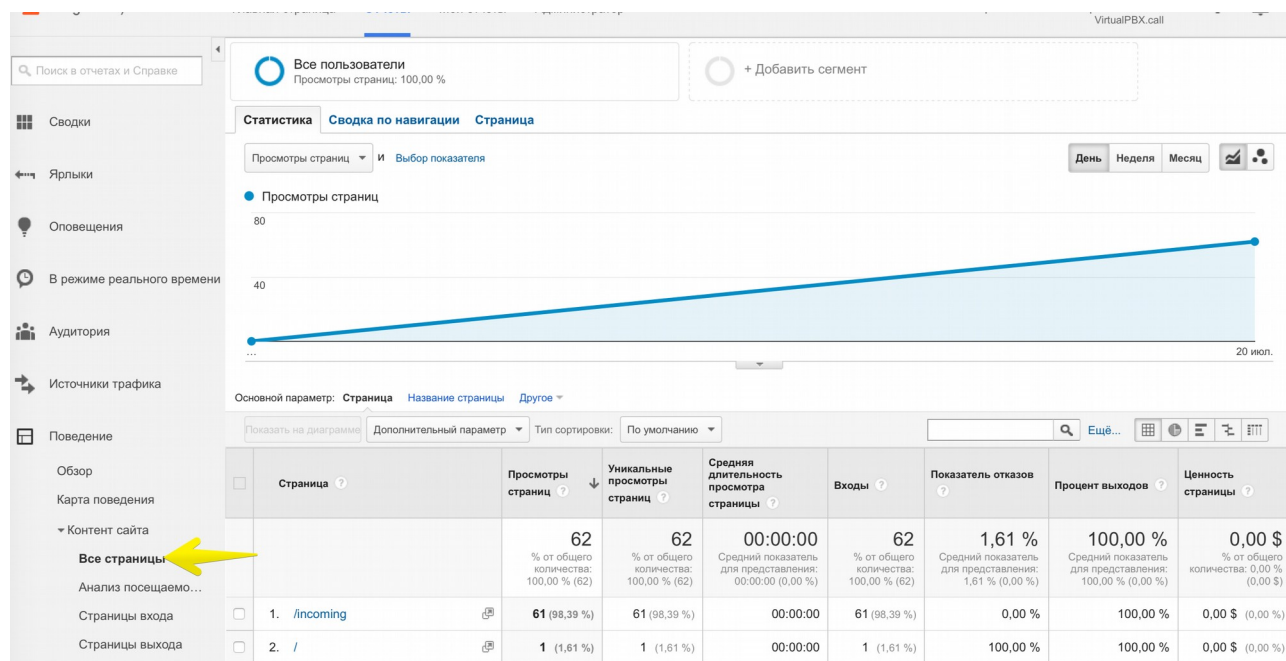 VirtualPBX.call
Поиск в отчетах и Справке
Все пользователи
Просмотры страниц: 100,00 %
+ Добавить сегмент
Сводки
Ярлыки
Оповещения
В режиме реального времени
Аудитория
Источники трафика
Поведение
Обзор
Карта поведения
Контент сайта
Все страницы
Анализ посещаемо...
Страницы входа
Страницы выхода
Статистика Сводка по навигации Страница
Просмотры страниц И Выбор показателя
День Неделя Месяц
Просмотры страниц
80
40
...
20 июл.
Основной параметр: Страница Название страницы Другое
Показать на диаграмме Дополнительный параметр Тип сортировки: По умолчанию Ещё...
Страница ?
Просмотры
страниц ?
Уникальные
просмотры
страниц ?
Средняя
длительность
просмотра
страницы ?
Входы ?
Показатель отказов
?
Процент выходов ?
Ценность
страницы ?
62
% от общего
количества:
100,00 % (62)
62
% от общего
количества:
100,00 % (62)
00:00:00
Средний показатель
для представления:
00:00:00 (0,00 %)
62
% от общего
количества:
100,00 % (62)
1,61 %
Средний показатель
для представления:
1,61 % (0,00 %)
100,00 %
Средний показатель
для представления:
100,00 % (0,00 %)
0,00 $
% от общего
количества: 0,00 %
(0,00 $)
1. /incoming 61 (98,39 %) 61 (98,39 %) 00:00:00 61 (98,39 %) 0,00 % 100,00 % 0,00 $ (0,00 %)
2. / 1 (1,61 %) 1 (1,61 %) 00:00:00 1 (1,61 %) 100,00 % 100,00 % 0,00 $ (0,00 %)